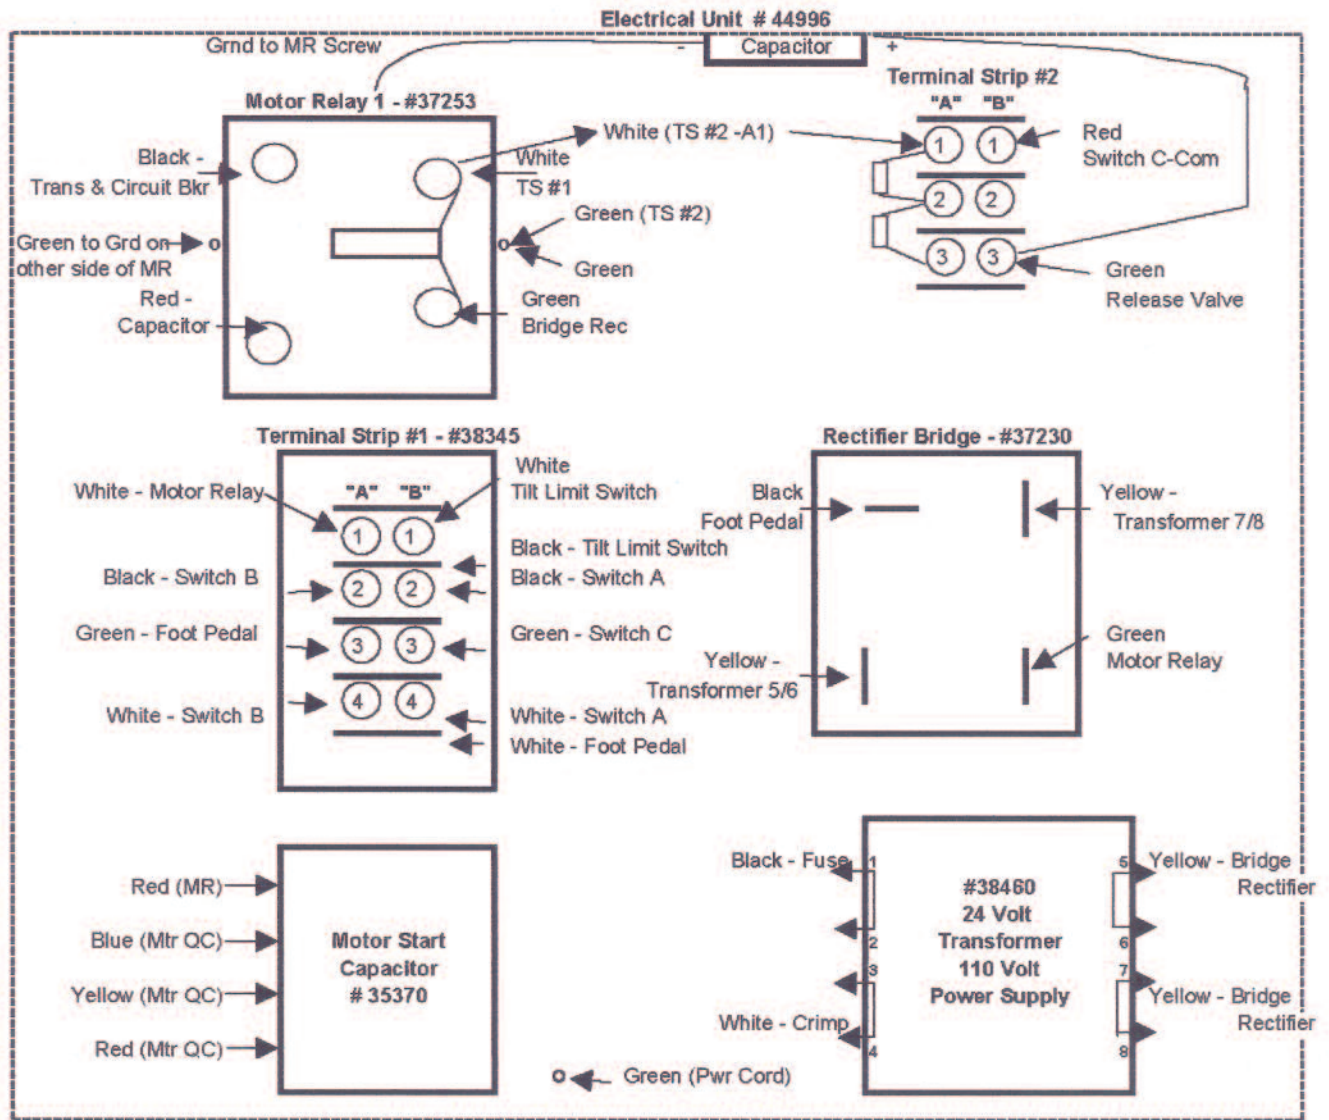 Electrical Unit # 44996
Grnd to MR Screw
-
Capacitor
+
Motor Relay 1 - #37253
Black -
Trans & Circuit Bkr
White (TS #2 -A1)
White
TS #1
Green (TS #2)
Green
Green to Grd on
other side of MR
Red -
Capacitor
Green
Bridge Rec
Terminal Strip #2
"A" "B"
1 1
2 2
3 3
Red
Switch C-Com
Green
Release Valve
Terminal Strip #1 - #38345
White - Motor Relay
White
Tilt Limit Switch
"A" "B"
1 1
Black - Tilt Limit Switch
Black - Switch B
2 2
Black - Switch A
Green - Foot Pedal
3 3
Green - Switch C
White - Switch B
4 4
White - Switch A
White - Foot Pedal
Rectifier Bridge - #37230
Black
Foot Pedal
Yellow -
Transformer 7/8
Yellow -
Transformer 5/6
Green
Motor Relay
Red (MR)
Blue (Mtr QC)
Yellow (Mtr QC)
Red (Mtr QC)
Motor Start
Capacitor
# 35370
Green (Pwr Cord)
Black - Fuse
1
2
3
White - Crimp
4
#38460
24 Volt
Transformer
110 Volt
Power Supply
5
Yellow - Bridge
Rectifier
6
7
Yellow - Bridge
Rectifier
8